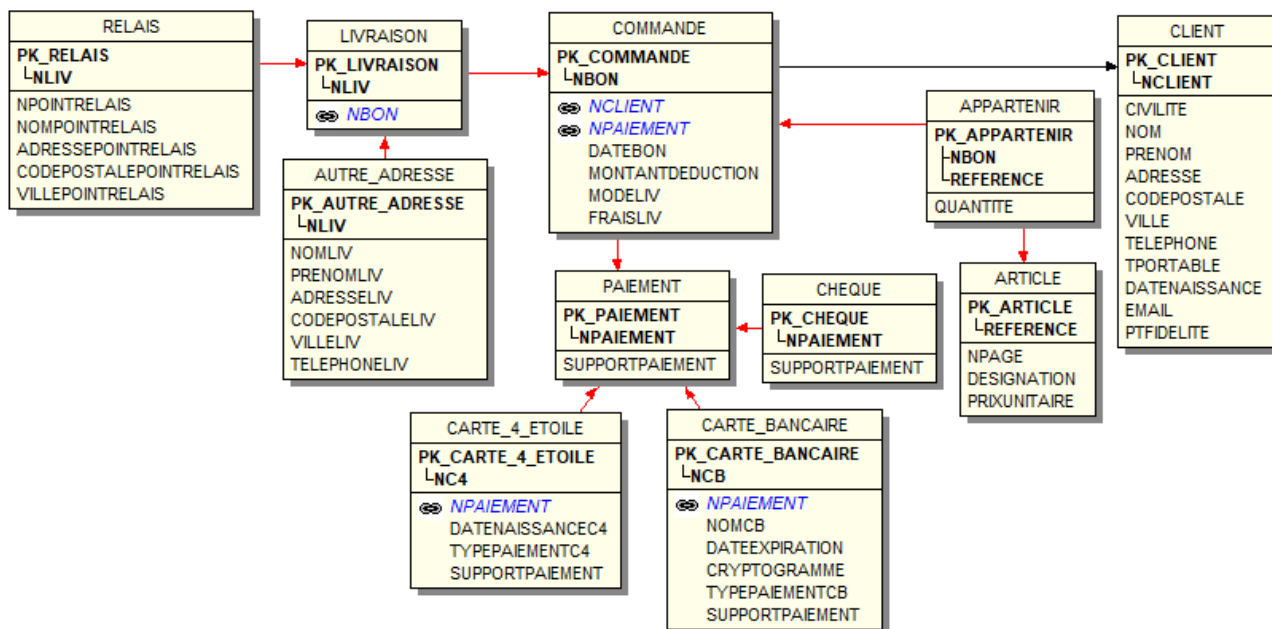 RELAIS
PK_RELAIS
NLIV
NPOINTRELAIS
NOMPOINTRELAIS
ADRESSEPOINTRELAIS
CODEPOSTALEPOINTRELAIS
VILLEPOINTRELAIS
LIVRAISON
PK_LIVRAISON
NLIV
NBON
AUTRE_ADRESSE
PK_AUTRE_ADRESSE
NLIV
NOMLIV
PRENOMLIV
ADRESSELIV
CODEPOSTALELIV
VILLELIV
TELEPHONELIV
COMMANDE
PK_COMMANDE
NBON
NCLIENT
NPAIEMENT
DATEBON
MONTANTDEDUCTION
MODELIV
FRAISLIV
APPARTENIR
PK_APPARTENIR
NBON
REFERENCE
QUANTITE
CLIENT
PK_CLIENT
NCLIENT
CIVILITE
NOM
PRENOM
ADRESSE
CODEPOSTALE
VILLE
TELEPHONE
TPORTABLE
DATENAISSANCE
EMAIL
PTFIDELITE
PAIEMENT
PK_PAIEMENT
NPAIEMENT
SUPPORTPAIEMENT
CHEQUE
PK_CHEQUE
NPAIEMENT
SUPPORTPAIEMENT
ARTICLE
PK_ARTICLE
REFERENCE
NPAGE
DESIGNATION
PRIXUNITAIRE
CARTE_4_ETOILE
PK_CARTE_4_ETOILE
NC4
NPAIEMENT
DATENAISSANCEC4
TYPEPAIEMENTC4
SUPPORTPAIEMENT
CARTE_BANCAIRE
PK_CARTE_BANCAIRE
NCB
NPAIEMENT
NOMCB
DATEEXPIRATION
CRYPTOGRAMME
TYPEPAIEMENTCB
SUPPORTPAIEMENT